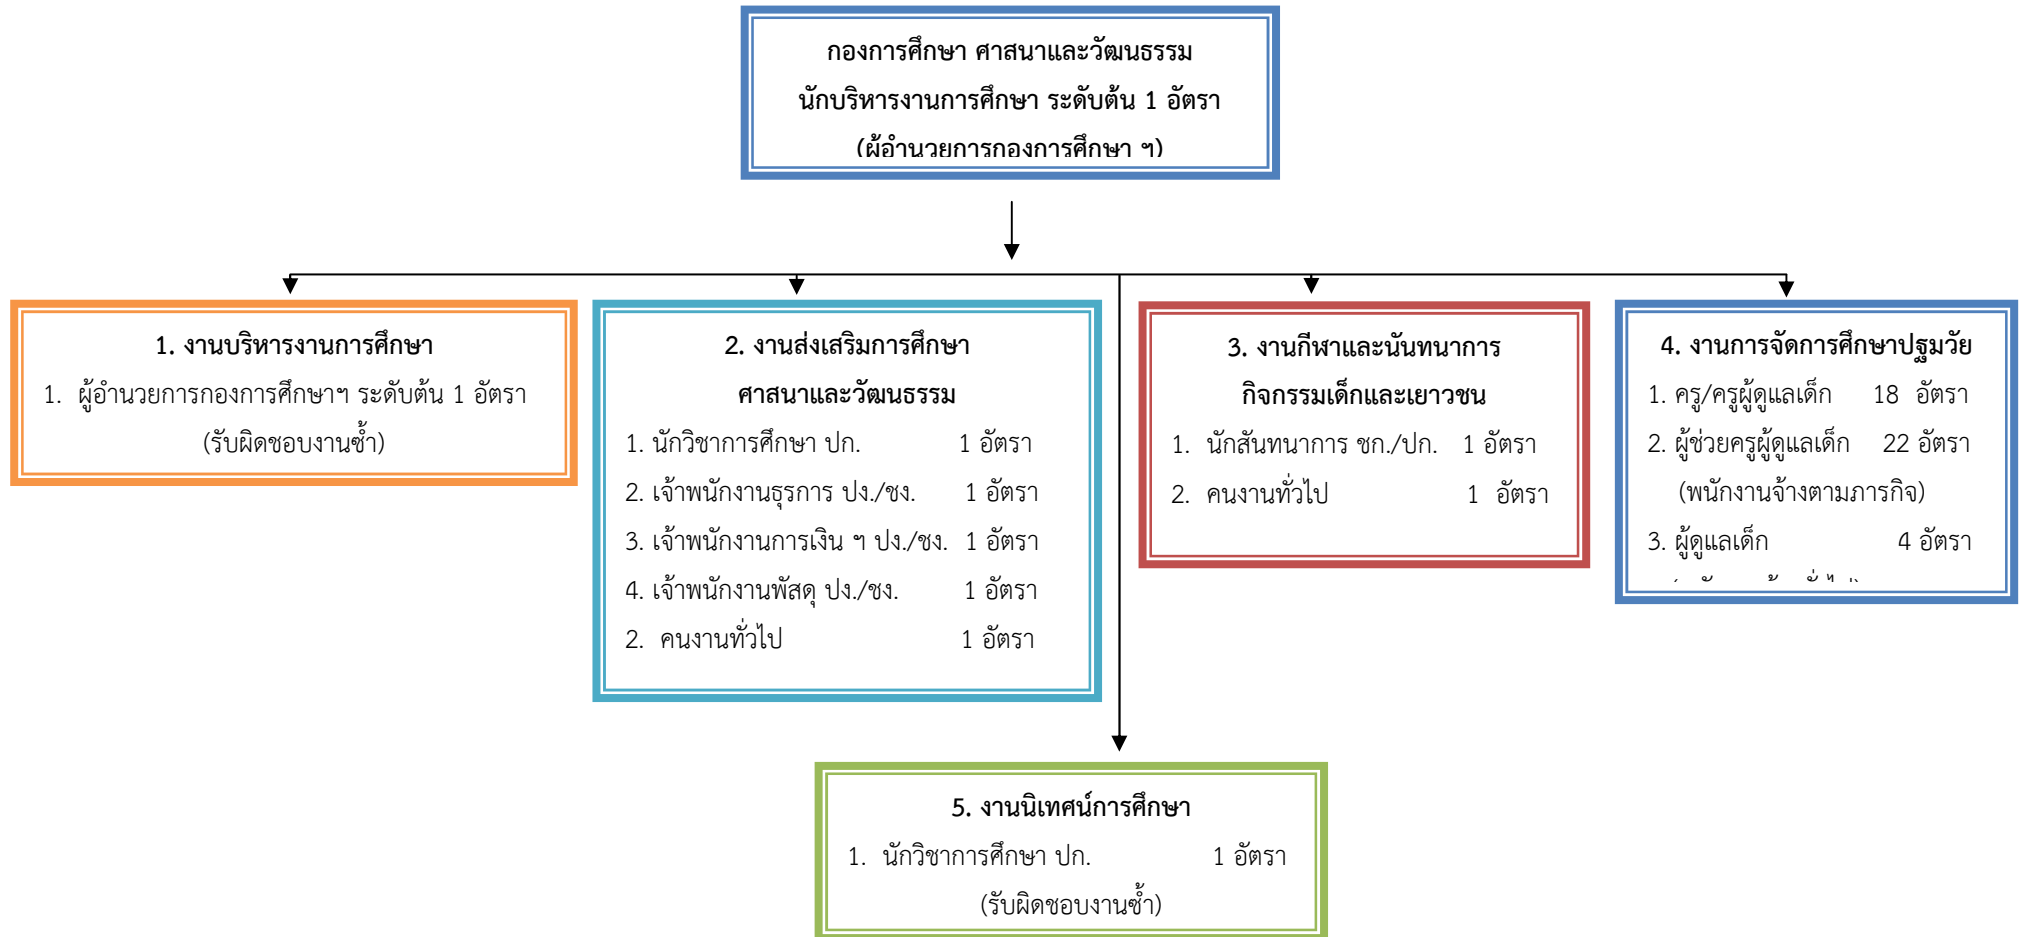 กองการศึกษา ศาสนาและวัฒนธรรม
นักบริหารงานการศึกษา ระดับต้น 1 อัตรา
(ผู้อำนวยการกองการศึกษา ฯ)
1. งานบริหารงานการศึกษา
1. ผู้อำนวยการกองการศึกษาฯ ระดับต้น 1 อัตรา
(รับผิดชอบงานซ้ำ)
2. งานส่งเสริมการศึกษา
ศาสนาและวัฒนธรรม
1. นักวิชาการศึกษา ปก. 1 อัตรา
2. เจ้าพนักงานธุรการ ปง./ชง. 1 อัตรา
3. เจ้าพนักงานการเงิน ฯ ปง./ชง. 1 อัตรา
4. เจ้าพนักงานพัสดุ ปง./ชง. 1 อัตรา
2. คนงานทั่วไป 1 อัตรา
3. งานกีฬาและนันทนาการ
กิจกรรมเด็กและเยาวชน
1. นักสันทนาการ ชก./ปก. 1 อัตรา
2. คนงานทั่วไป 1 อัตรา
4. งานการจัดการศึกษาปฐมวัย
1. ครู/ครูผู้ดูแลเด็ก 18 อัตรา
2. ผู้ช่วยครูผู้ดูแลเด็ก 22 อัตรา
(พนักงานจ้างตามภารกิจ)
3. ผู้ดูแลเด็ก 4 อัตรา
5. งานนิเทศน์การศึกษา
1. นักวิชาการศึกษา ปก. 1 อัตรา
(รับผิดชอบงานซ้ำ)